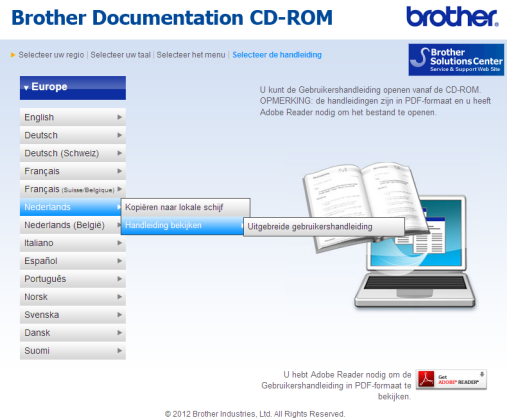 Brother Documentation CD-ROM
brother.
Selecteer uw regio | Selecteer uw taal | Selecteer het menu | Selecteer de handleiding
Brother
Solutions Center
Service & Support Web Site
Europe
U kunt de Gebruikershandleiding openen vanaf de CD-ROM.
OPMERKING: de handleidingen zijn in PDF-formaat en u heeft
Adobe Reader nodig om het bestand te openen.
English
Deutsch
Deutsch (Schweiz)
Français
Français (Suisse/Belgique)
Nederlands
Kopiëren naar lokale schijf
Nederlands (België)
Handleiding bekijken
Uitgebreide gebruikershandleiding
Italiano
Español
Português
Norsk
Svenska
Dansk
Suomi
U hebt Adobe Reader nodig om de
Gebruikershandleiding in PDF-formaat te
bekijken.
Get
ADOBE® READER®
© 2012 Brother Industries, Ltd. All Rights Reserved.